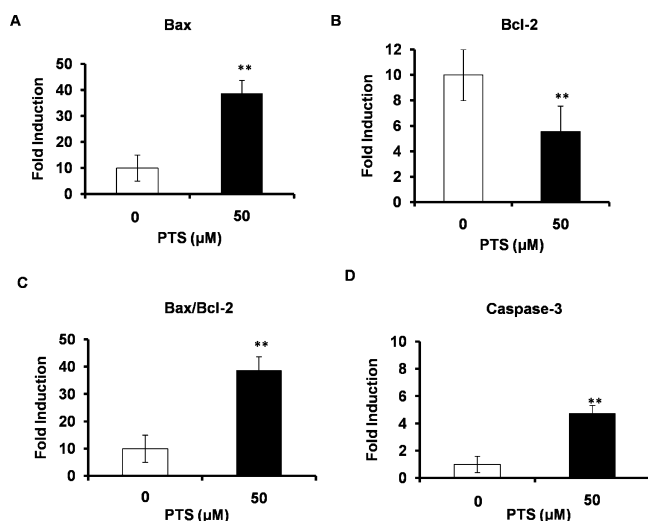 A
Bax
Fold Induction
50
40
30
20
10
0
**
0
50
PTS (µM)
B
Bcl-2
Fold Induction
12
10
8
6
4
2
0
**
0
50
PTS (µM)
C
Bax/Bcl-2
Fold Induction
50
40
30
20
10
0
**
0
50
PTS (µM)
D
Caspase-3
Fold Induction
10
8
6
4
2
0
**
0
50
PTS (µM)